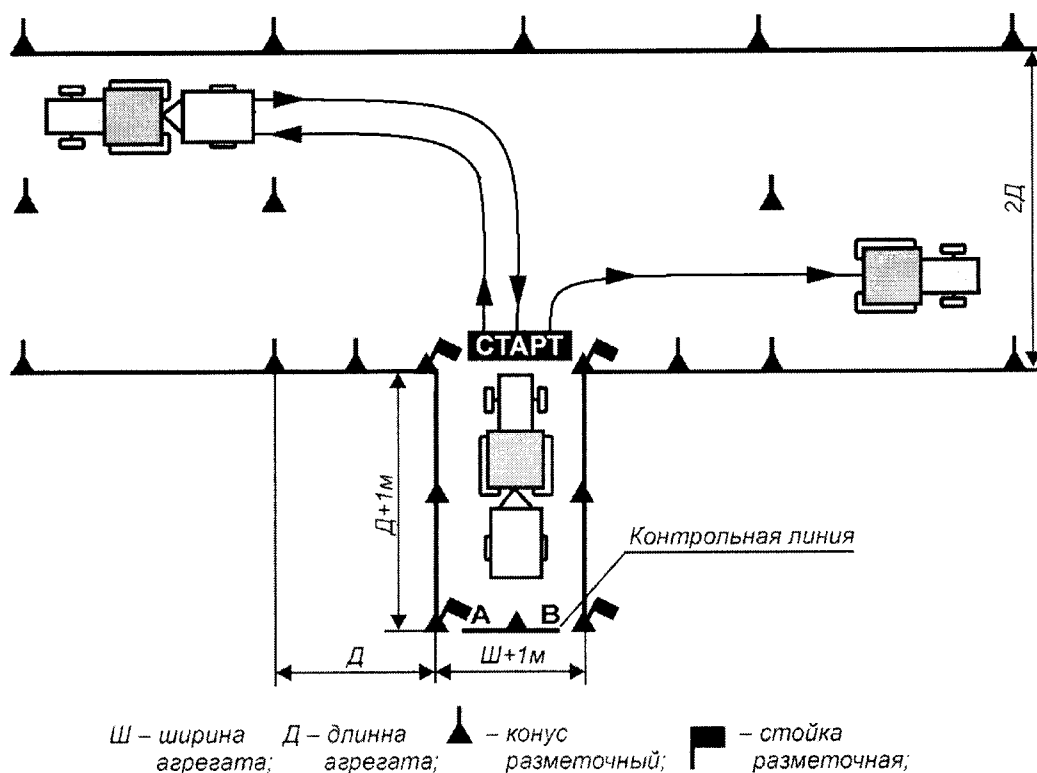 2Д
СТАРТ
Д+1м
Контрольная линия
А В
Д
Ш+1м
Ш – ширина Д – длинна – конус – стойка
агрегата; агрегата; разметочный; разметочная;